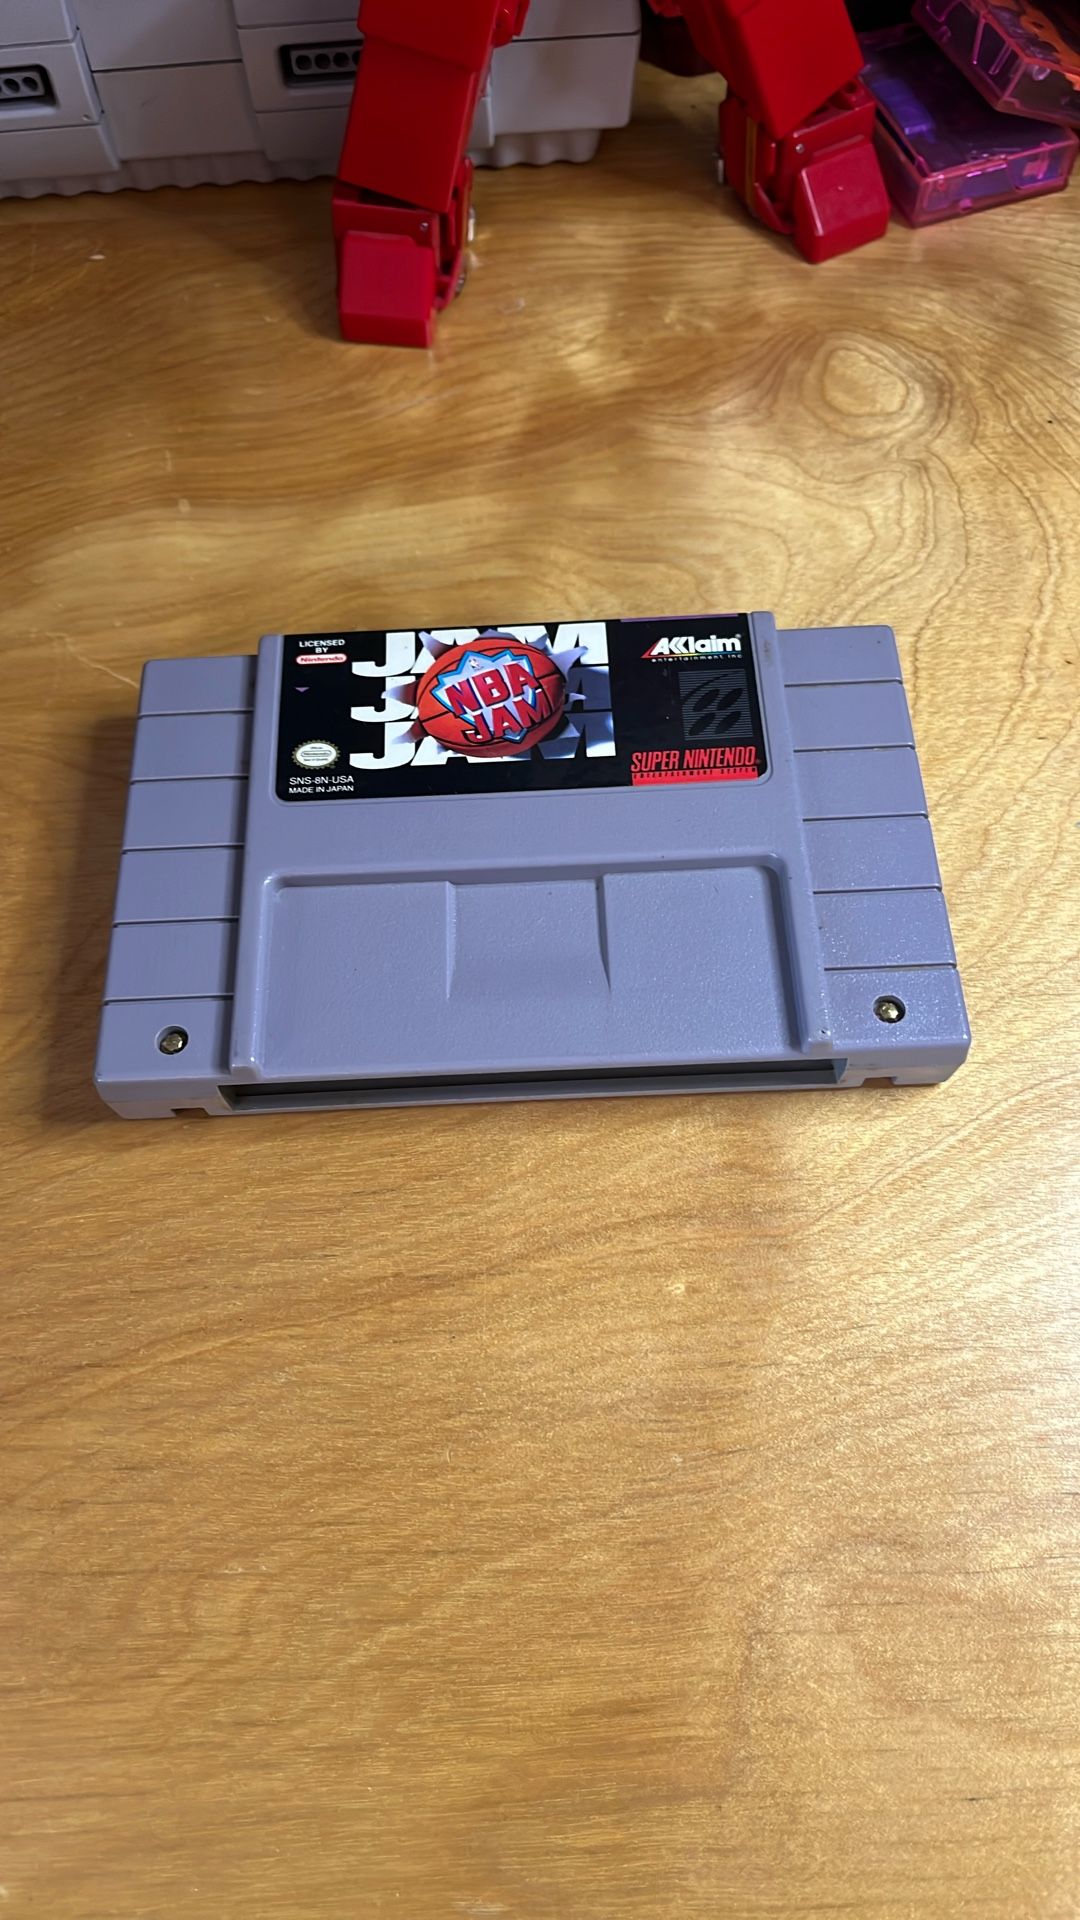 LICENSED
BY
Nintendo
JAM
JAM
JAM
NBA
JAM
AKKlaim
entertainment inc
Nintendo
SNS-8N-USA
MADE IN JAPAN
SUPER NINTENDO
ENTERTAINMENT SYSTEM